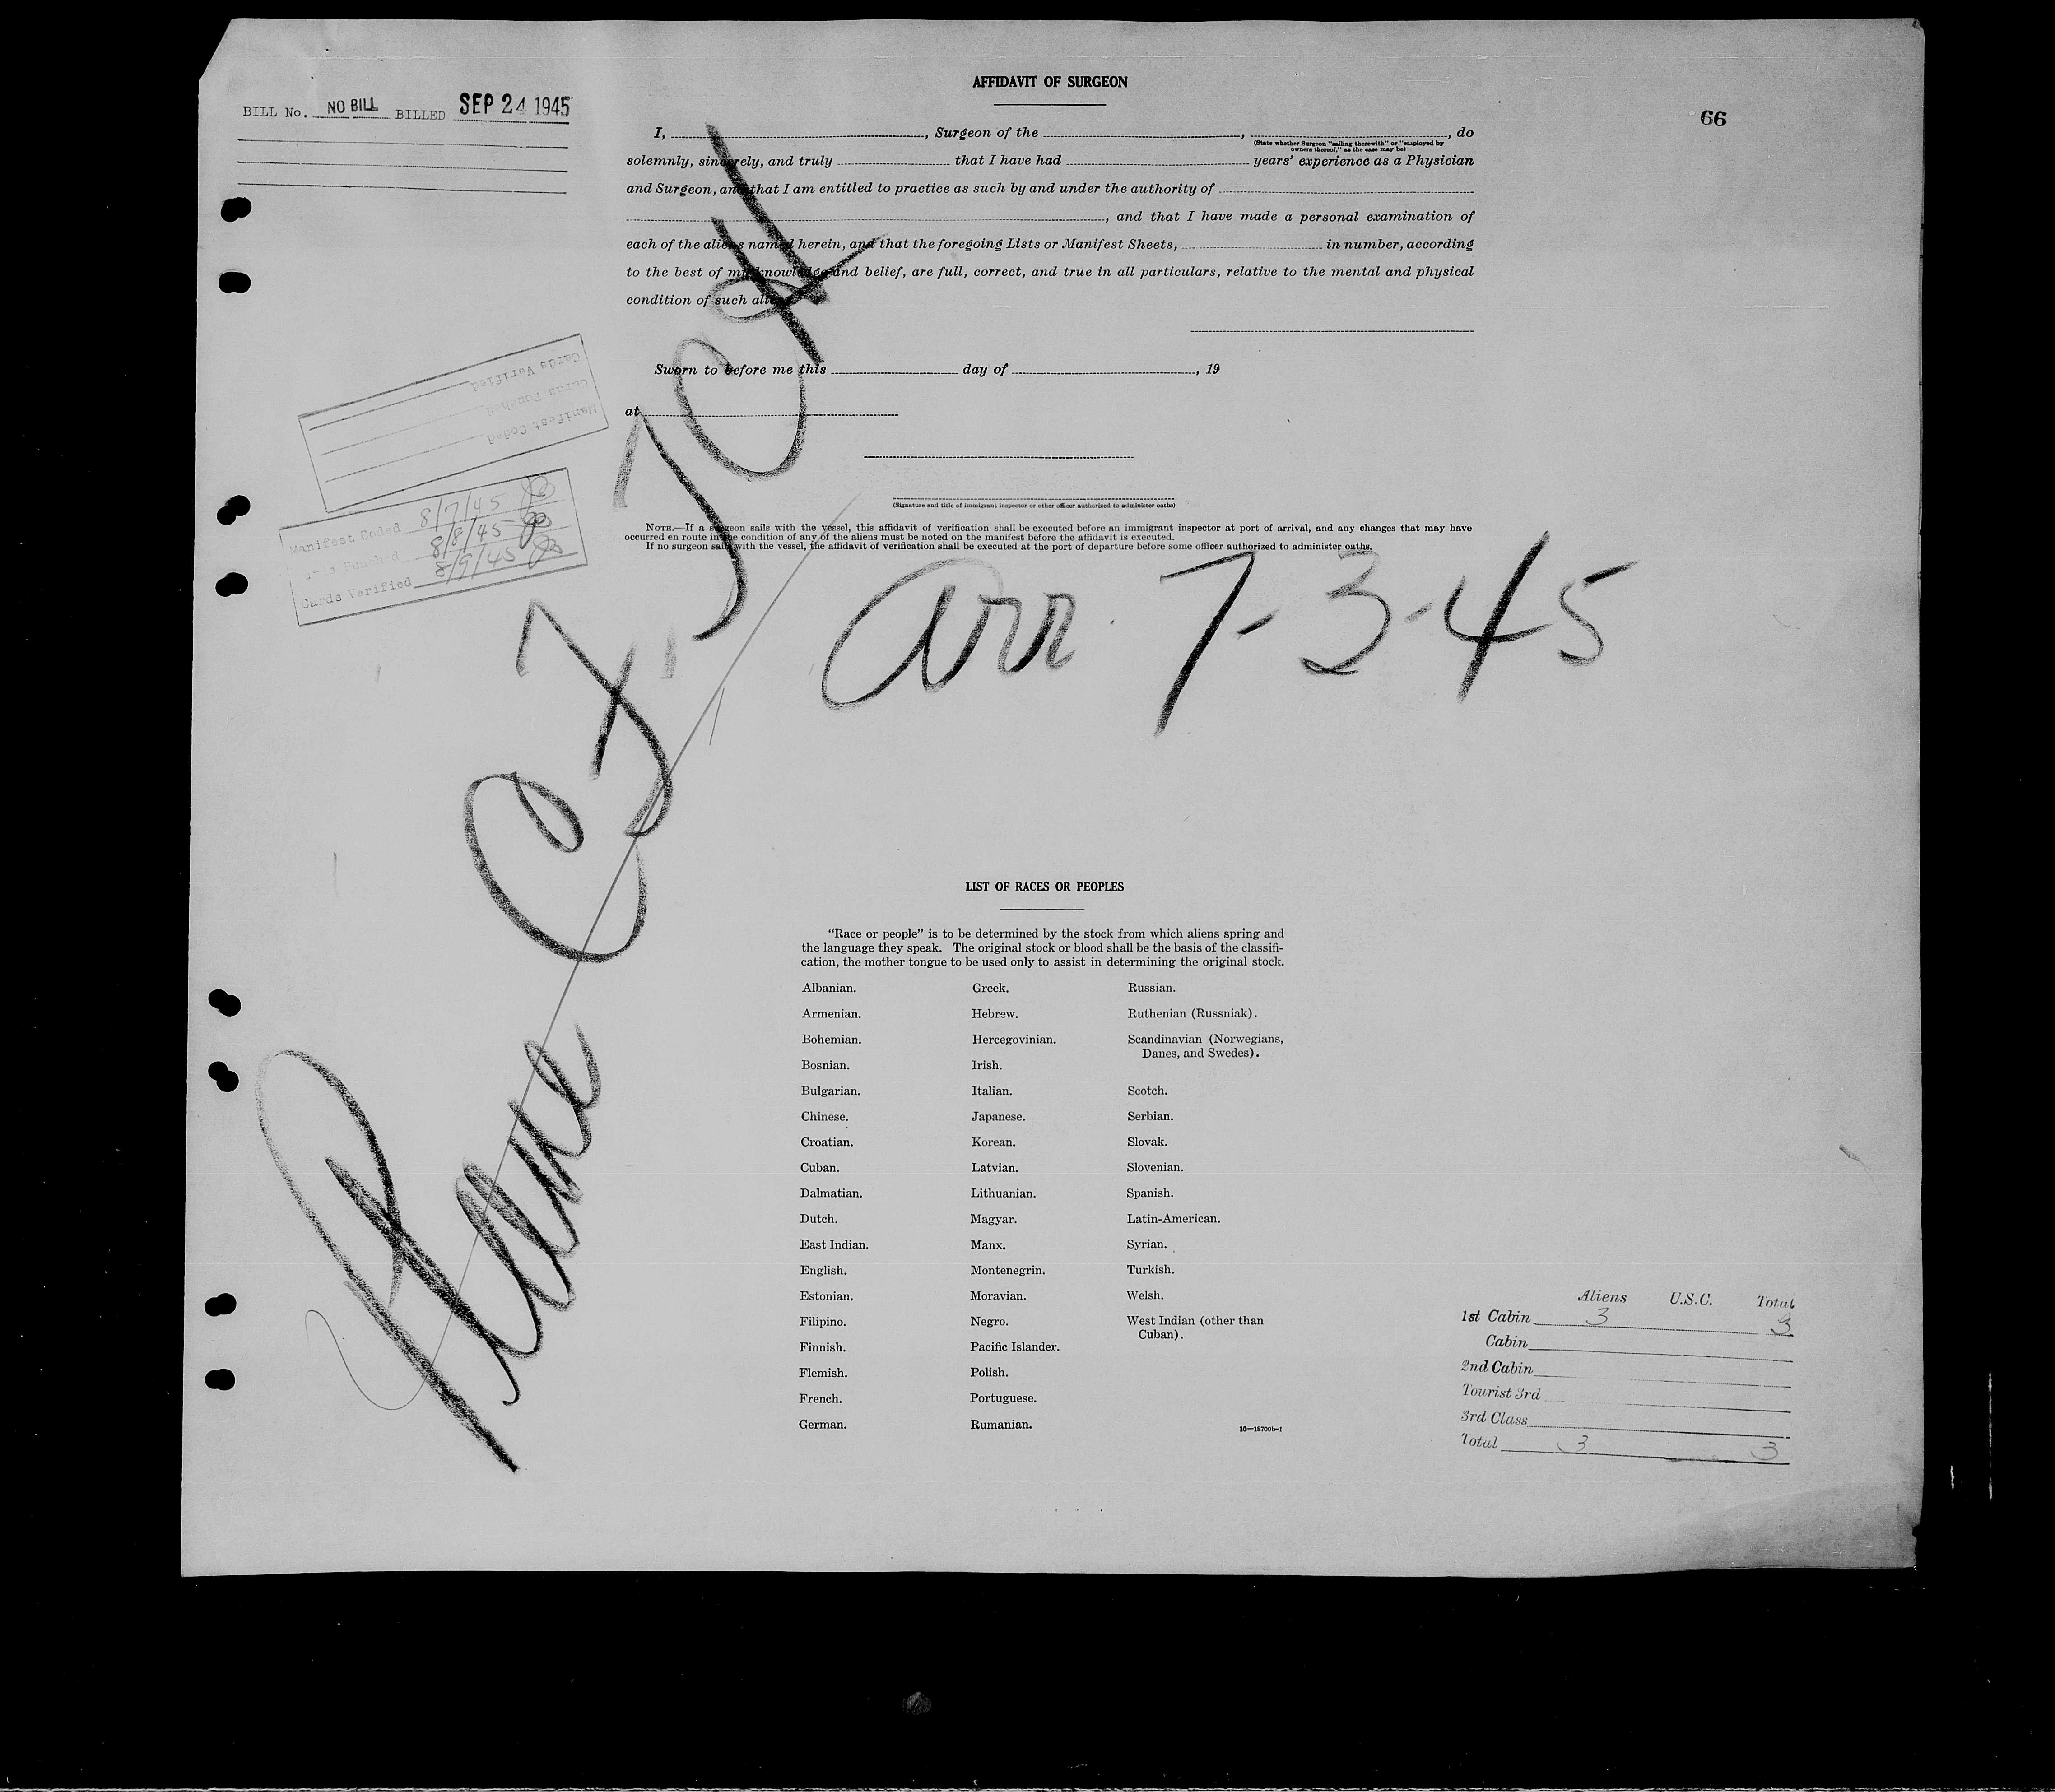 BILL No. NO BILL BILLED SEP 24 1945
66
AFFIDAVIT OF SURGEON
I, , Surgeon of the , , do
(State whether Surgeon "sailing therewith" or "employed by
owners thereof," as the case may be)
solemnly, sincerely, and truly that I have had years' experience as a Physician
and Surgeon, and that I am entitled to practice as such by and under the authority of
, and that I have made a personal examination of
each of the aliens named herein, and that the foregoing Lists or Manifest Sheets, in number, according
to the best of my knowledge and belief, are full, correct, and true in all particulars, relative to the mental and physical
condition of such aliens.
Sworn to before me this day of , 19
at
(Signature and title of immigrant inspector or other officer authorized to administer oaths)
NOTE.—If a surgeon sails with the vessel, this affidavit of verification shall be executed before an immigrant inspector at port of arrival, and any changes that may have
occurred en route in the condition of any of the aliens must be noted on the manifest before the affidavit is executed.
If no surgeon sails with the vessel, the affidavit of verification shall be executed at the port of departure before some officer authorized to administer oaths.
Manifest Coded
Cards Punched
Cards Verified
Manifest Coded 8/7/45
Cards Punched 8/8/45
Cards Verified 8/9/45
Plane
arr 7-3-45
LIST OF RACES OR PEOPLES
"Race or people" is to be determined by the stock from which aliens spring and
the language they speak. The original stock or blood shall be the basis of the classifi-
cation, the mother tongue to be used only to assist in determining the original stock.
Albanian. Greek. Russian.
Armenian. Hebrew. Ruthenian (Russniak).
Bohemian. Hercegovinian. Scandinavian (Norwegians,
Danes, and Swedes).
Bosnian. Irish.
Bulgarian. Italian. Scotch.
Chinese. Japanese. Serbian.
Croatian. Korean. Slovak.
Cuban. Latvian. Slovenian.
Dalmatian. Lithuanian. Spanish.
Dutch. Magyar. Latin-American.
East Indian. Manx. Syrian.
English. Montenegrin. Turkish.
Estonian. Moravian. Welsh.
Filipino. Negro. West Indian (other than
Cuban).
Finnish. Pacific Islander.
Flemish. Polish.
French. Portuguese.
German. Rumanian.
16—18700b-1
Aliens U.S.C. Total
1st Cabin 3 3
Cabin
2nd Cabin
Tourist 3rd
3rd Class
Total 3 3